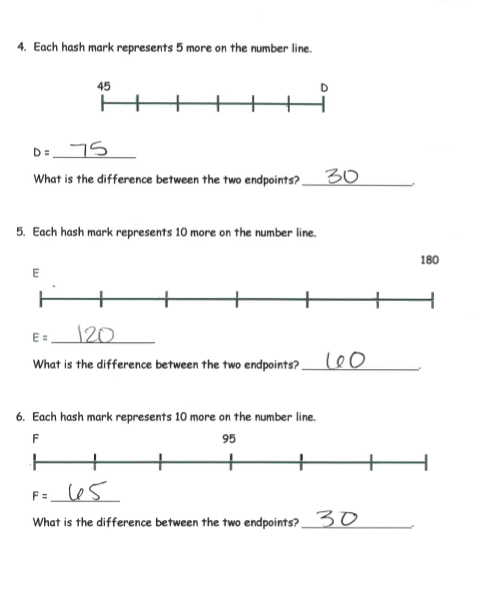 4. Each hash mark represents 5 more on the number line.
45 D
D = 75
What is the difference between the two endpoints? 30.
5. Each hash mark represents 10 more on the number line.
180
E
E = 120
What is the difference between the two endpoints? 60.
6. Each hash mark represents 10 more on the number line.
F 95
F = 65
What is the difference between the two endpoints? 30.